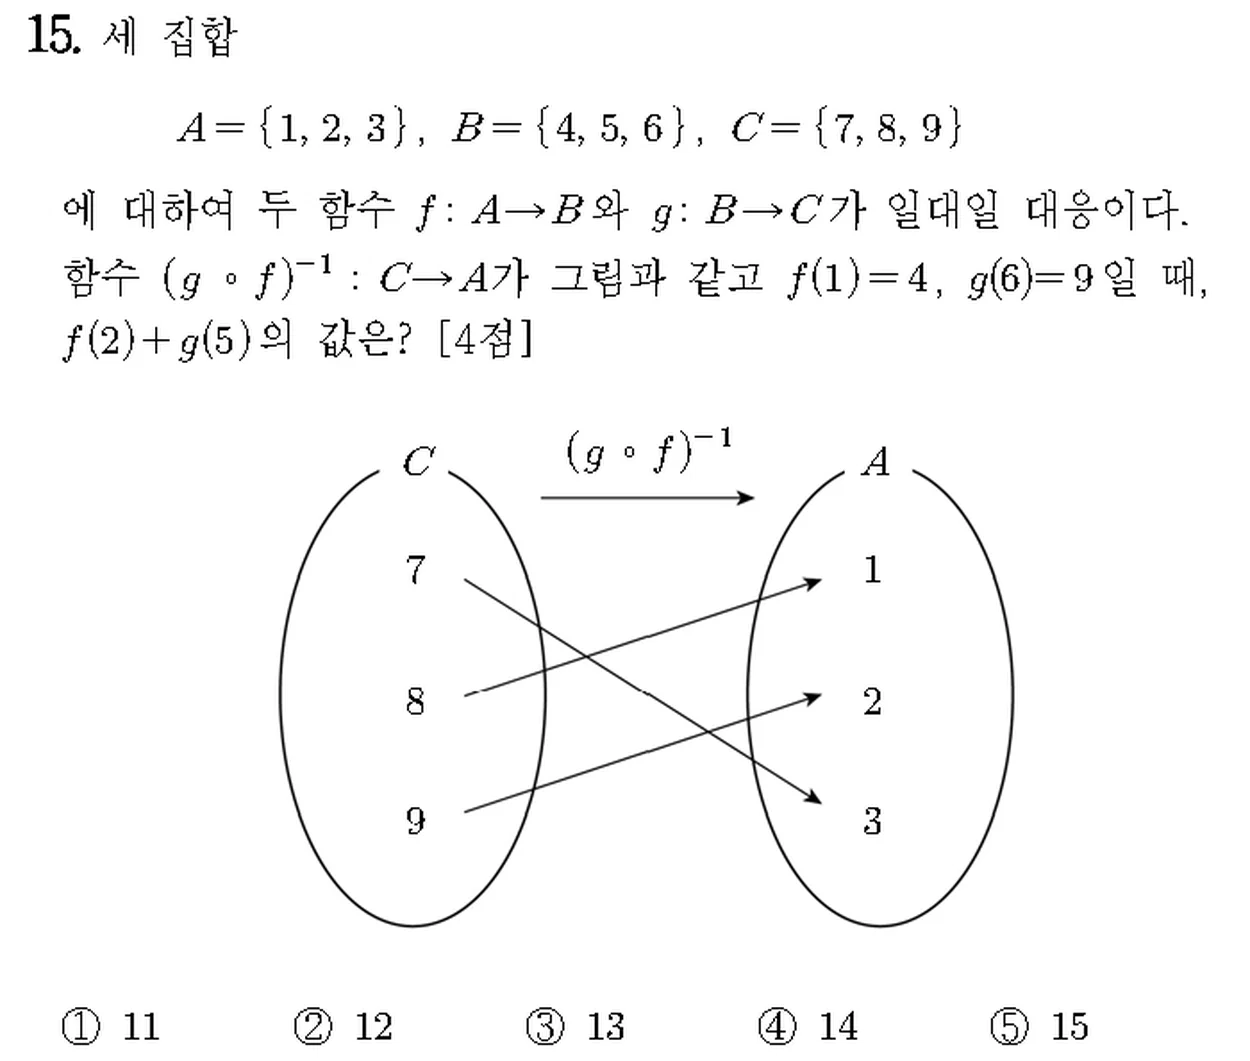 15. 세 집합
A={1, 2, 3}, B={4, 5, 6}, C={7, 8, 9}
에 대하여 두 함수 f : A→B와 g : B→C가 일대일 대응이다.
함수 (g ∘ f)⁻¹ : C→A가 그림과 같고 f(1)=4, g(6)=9일 때,
f(2)+g(5)의 값은? [4점]
(g ∘ f)⁻¹
C A
7 1
8 2
9 3
① 11 ② 12 ③ 13 ④ 14 ⑤ 15